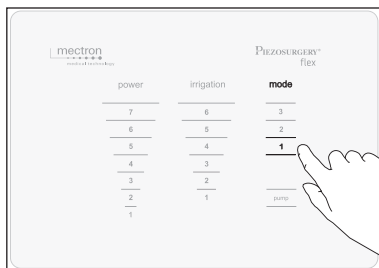 mectron
medical technology
PIEZOSURGERY®
flex
power irrigation mode
7 6 3
6 5 2
5 4 1
4 3
3 2
2 1 pump
1